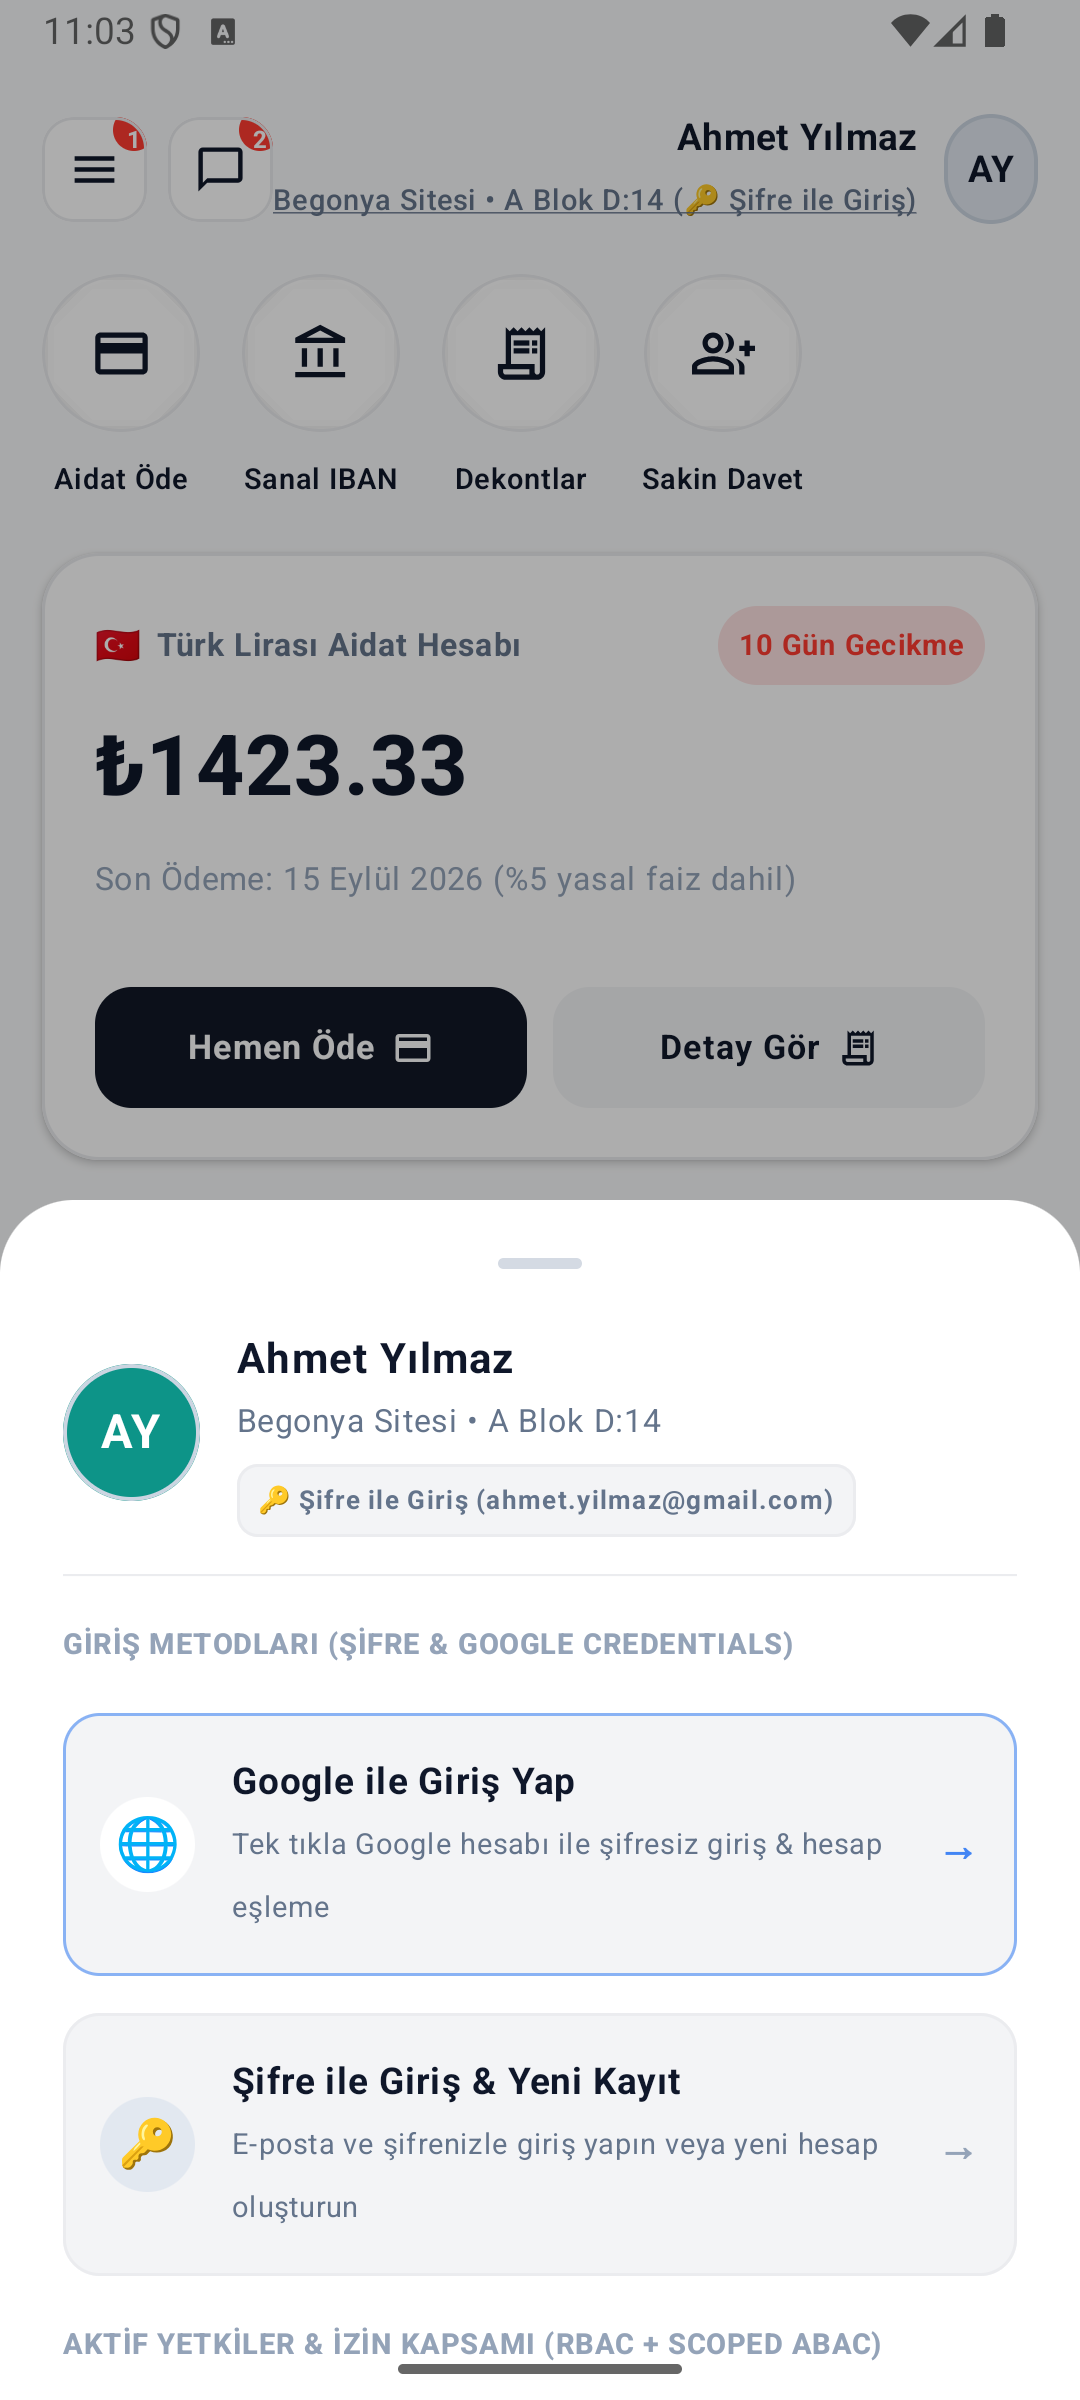 11:03
1
2
Ahmet Yılmaz
Begonya Sitesi • A Blok D:14 (🔑 Şifre ile Giriş)
AY
Aidat Öde
Sanal IBAN
Dekontlar
Sakin Davet
Türk Lirası Aidat Hesabı
10 Gün Gecikme
₺1423.33
Son Ödeme: 15 Eylül 2026 (%5 yasal faiz dahil)
Hemen Öde
Detay Gör
AY
Ahmet Yılmaz
Begonya Sitesi • A Blok D:14
🔑 Şifre ile Giriş (ahmet.yilmaz@gmail.com)
GİRİŞ METODLARI (ŞİFRE & GOOGLE CREDENTIALS)
Google ile Giriş Yap
Tek tıkla Google hesabı ile şifresiz giriş & hesap
eşleme
→
Şifre ile Giriş & Yeni Kayıt
E-posta ve şifrenizle giriş yapın veya yeni hesap
oluşturun
→
AKTİF YETKİLER & İZİN KAPSAMI (RBAC + SCOPED ABAC)